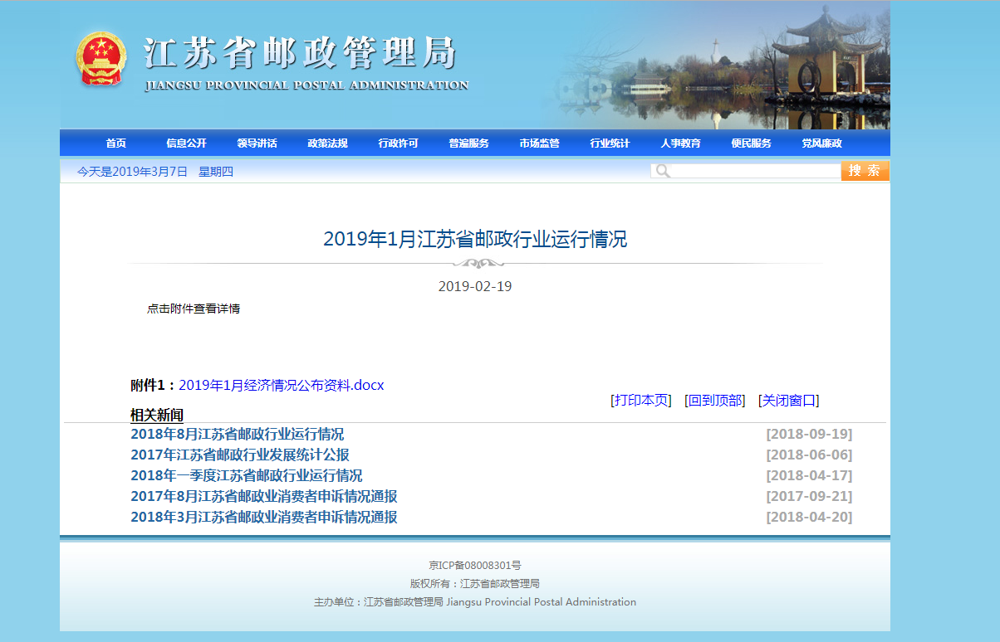 江苏省邮政管理局
JIANGSU PROVINCIAL POSTAL ADMINISTRATION
首页 信息公开 领导讲话 政策法规 行政许可 普遍服务 市场监管 行业统计 人事教育 便民服务 党风廉政
今天是2019年3月7日 星期四 搜 索
2019年1月江苏省邮政行业运行情况
2019-02-19
点击附件查看详情
附件1：2019年1月经济情况公布资料.docx
[打印本页] [回到顶部] [关闭窗口]
相关新闻
2018年8月江苏省邮政行业运行情况 [2018-09-19]
2017年江苏省邮政行业发展统计公报 [2018-06-06]
2018年一季度江苏省邮政行业运行情况 [2018-04-17]
2017年8月江苏省邮政业消费者申诉情况通报 [2017-09-21]
2018年3月江苏省邮政业消费者申诉情况通报 [2018-04-20]
京ICP备08008301号
版权所有：江苏省邮政管理局
主办单位：江苏省邮政管理局 Jiangsu Provincial Postal Administration